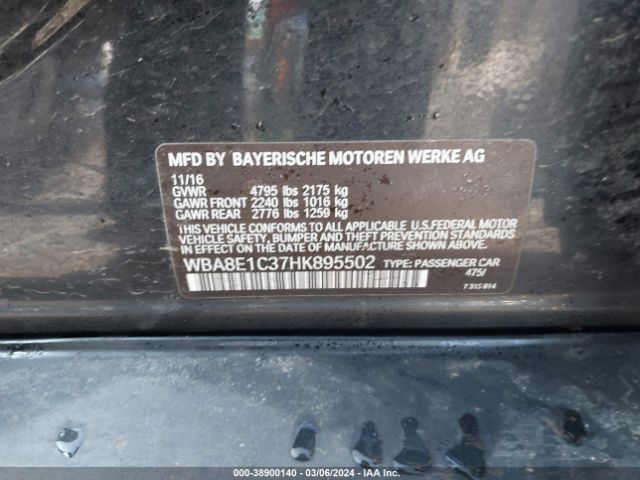 MFD BY BAYERISCHE MOTOREN WERKE AG
11/16
GVWR 4795 lbs 2175 kg
GAWR FRONT 2240 lbs 1016 kg
GAWR REAR 2776 lbs 1259 kg
THIS VEHICLE CONFORMS TO ALL APPLICABLE U.S.FEDERAL MOTOR
VEHICLE SAFETY, BUMPER AND THEFT PREVENTION STANDARDS
IN EFFECT ON THE DATE OF MANUFACTURE SHOWN ABOVE.
WBA8E1C37HK895502 TYPE: PASSENGER CAR
475/
7315814
000-38900140 - 03/06/2024 - IAA Inc.